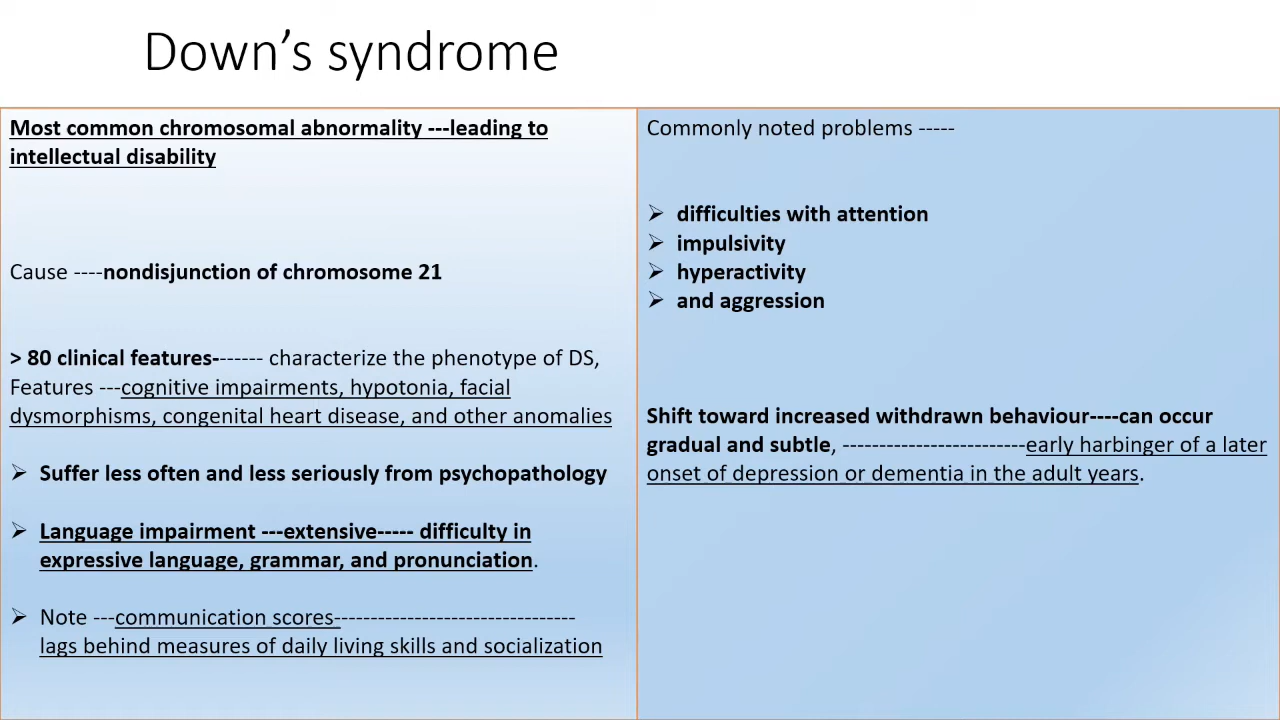 Down's syndrome
Most common chromosomal abnormality ---leading to
intellectual disability
Cause ----nondisjunction of chromosome 21
> 80 clinical features------- characterize the phenotype of DS,
Features ---cognitive impairments, hypotonia, facial
dysmorphisms, congenital heart disease, and other anomalies
➢ Suffer less often and less seriously from psychopathology
➢ Language impairment ---extensive----- difficulty in
expressive language, grammar, and pronunciation.
➢ Note ---communication scores---------------------------------
lags behind measures of daily living skills and socialization
Commonly noted problems -----
➢ difficulties with attention
➢ impulsivity
➢ hyperactivity
➢ and aggression
Shift toward increased withdrawn behaviour----can occur
gradual and subtle, -------------------------early harbinger of a later
onset of depression or dementia in the adult years.